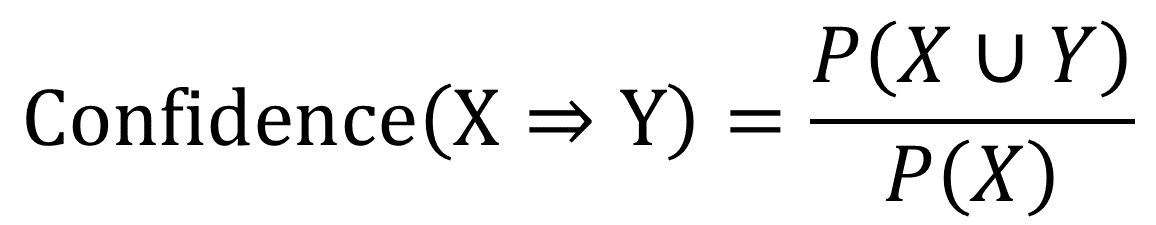 Confidence(X ⇒ Y) = P(X ∪ Y) / P(X)